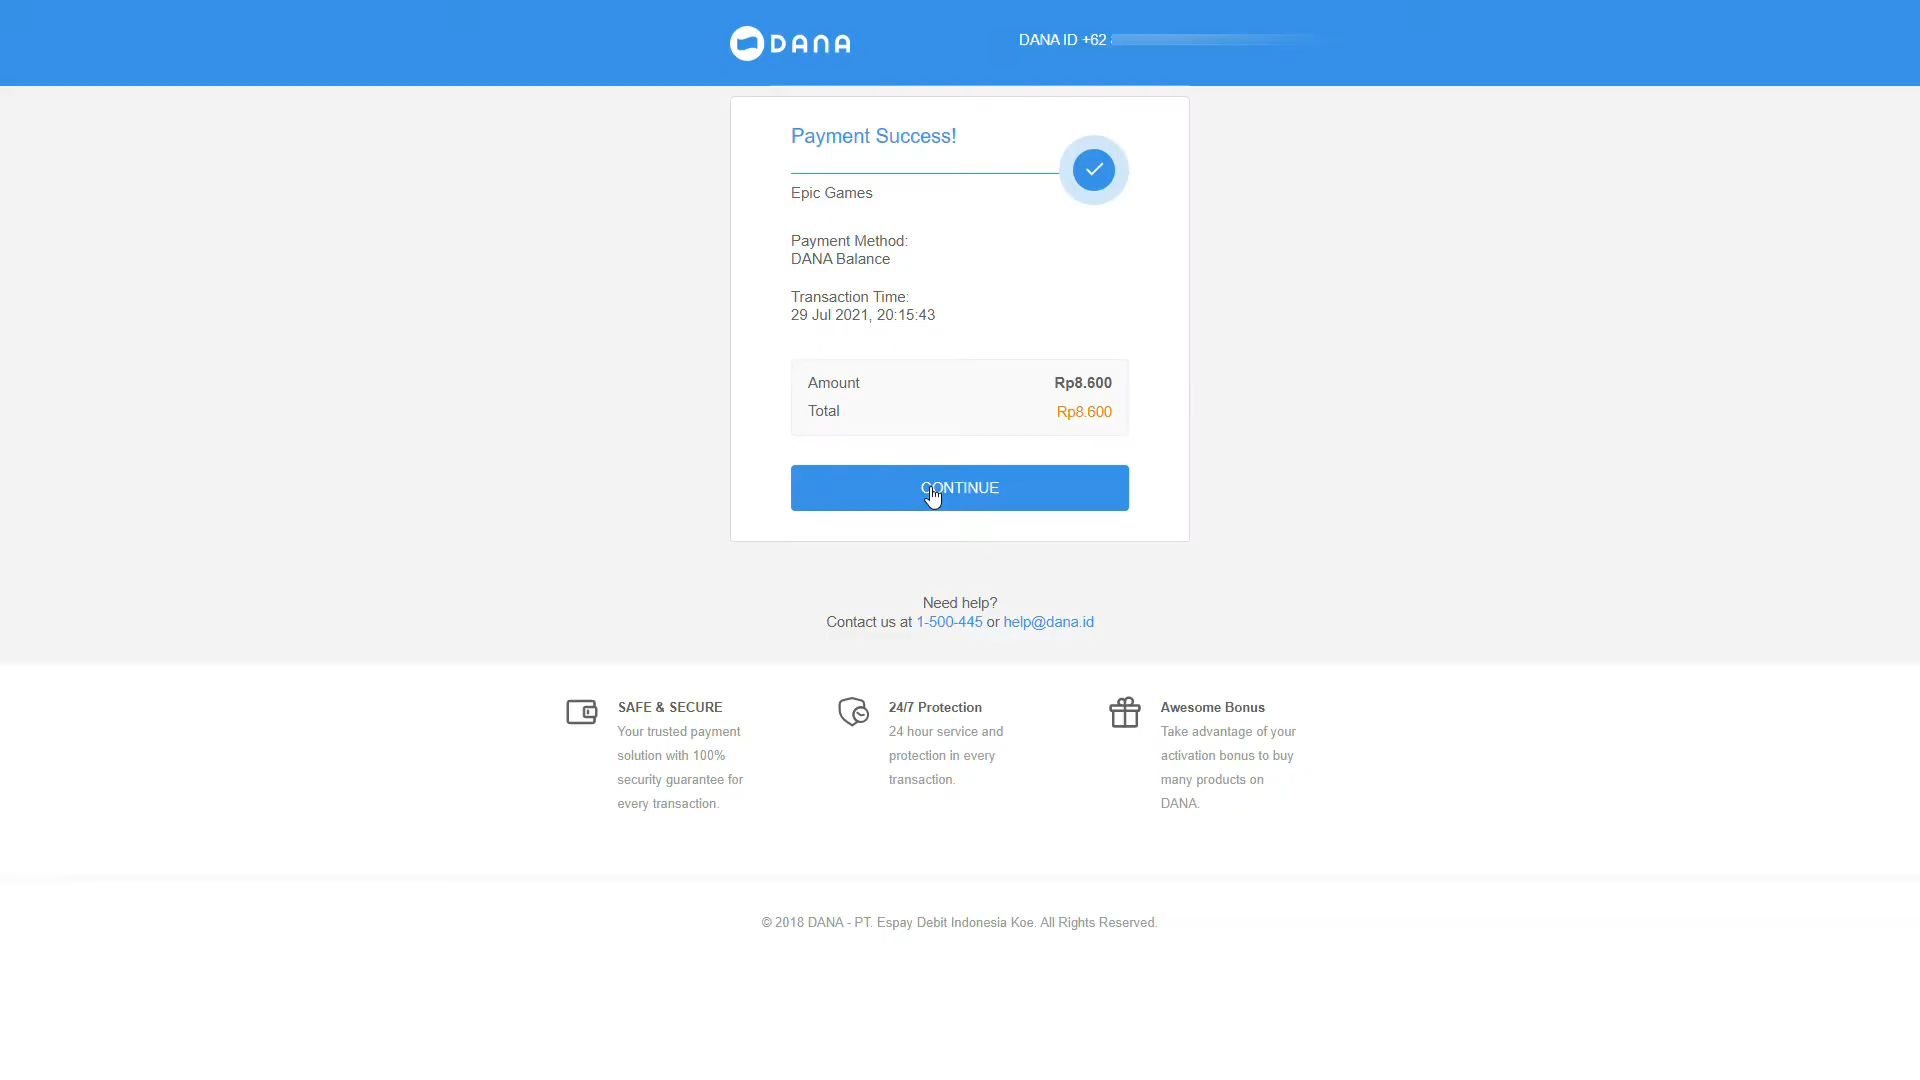 DANA
DANA ID +62
Payment Success!
Epic Games
Payment Method:
DANA Balance
Transaction Time:
29 Jul 2021, 20:15:43
Amount Rp8.600
Total Rp8.600
CONTINUE
Need help?
Contact us at 1-500-445 or help@dana.id
SAFE & SECURE
Your trusted payment
solution with 100%
security guarantee for
every transaction.
24/7 Protection
24 hour service and
protection in every
transaction.
Awesome Bonus
Take advantage of your
activation bonus to buy
many products on
DANA.
© 2018 DANA - PT. Espay Debit Indonesia Koe. All Rights Reserved.